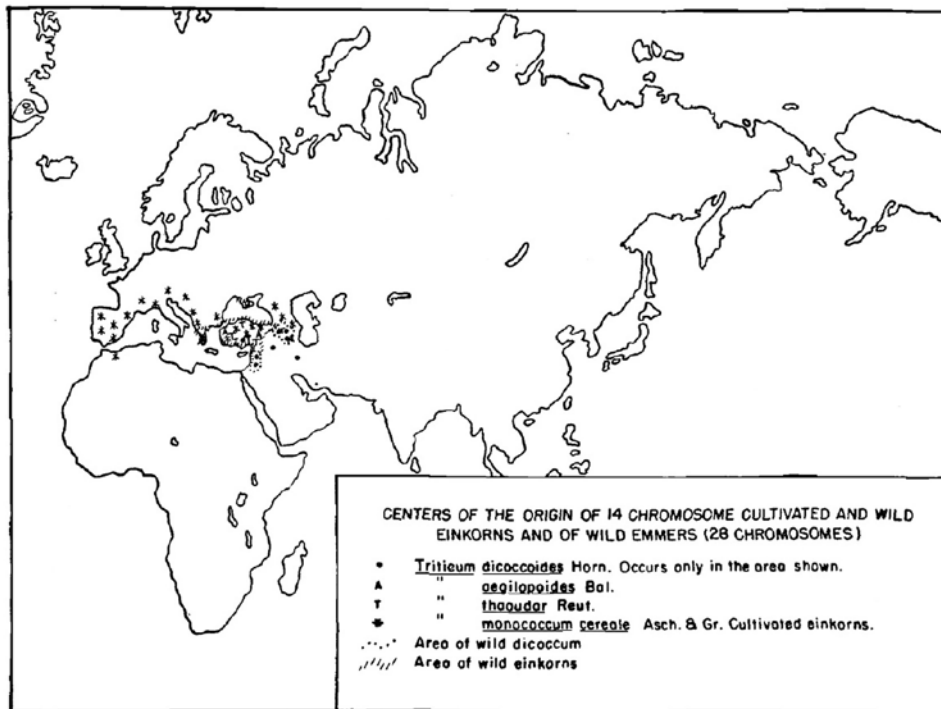 CENTERS OF THE ORIGIN OF 14 CHROMOSOME CULTIVATED AND WILD
EINKORNS AND OF WILD EMMERS (28 CHROMOSOMES)
• Triticum dicoccoides Horn. Occurs only in the area shown.
A " aegilopoides Bal.
T " thaoudar Reut.
" monococcum cereale Asch. & Gr. Cultivated einkorns.
Area of wild dicoccum
Area of wild einkorns